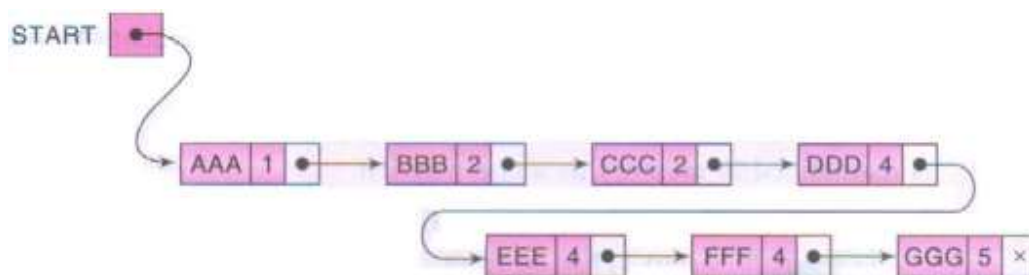 START
AAA 1 BBB 2 CCC 2 DDD 4
EEE 4 FFF 4 GGG 5 ×